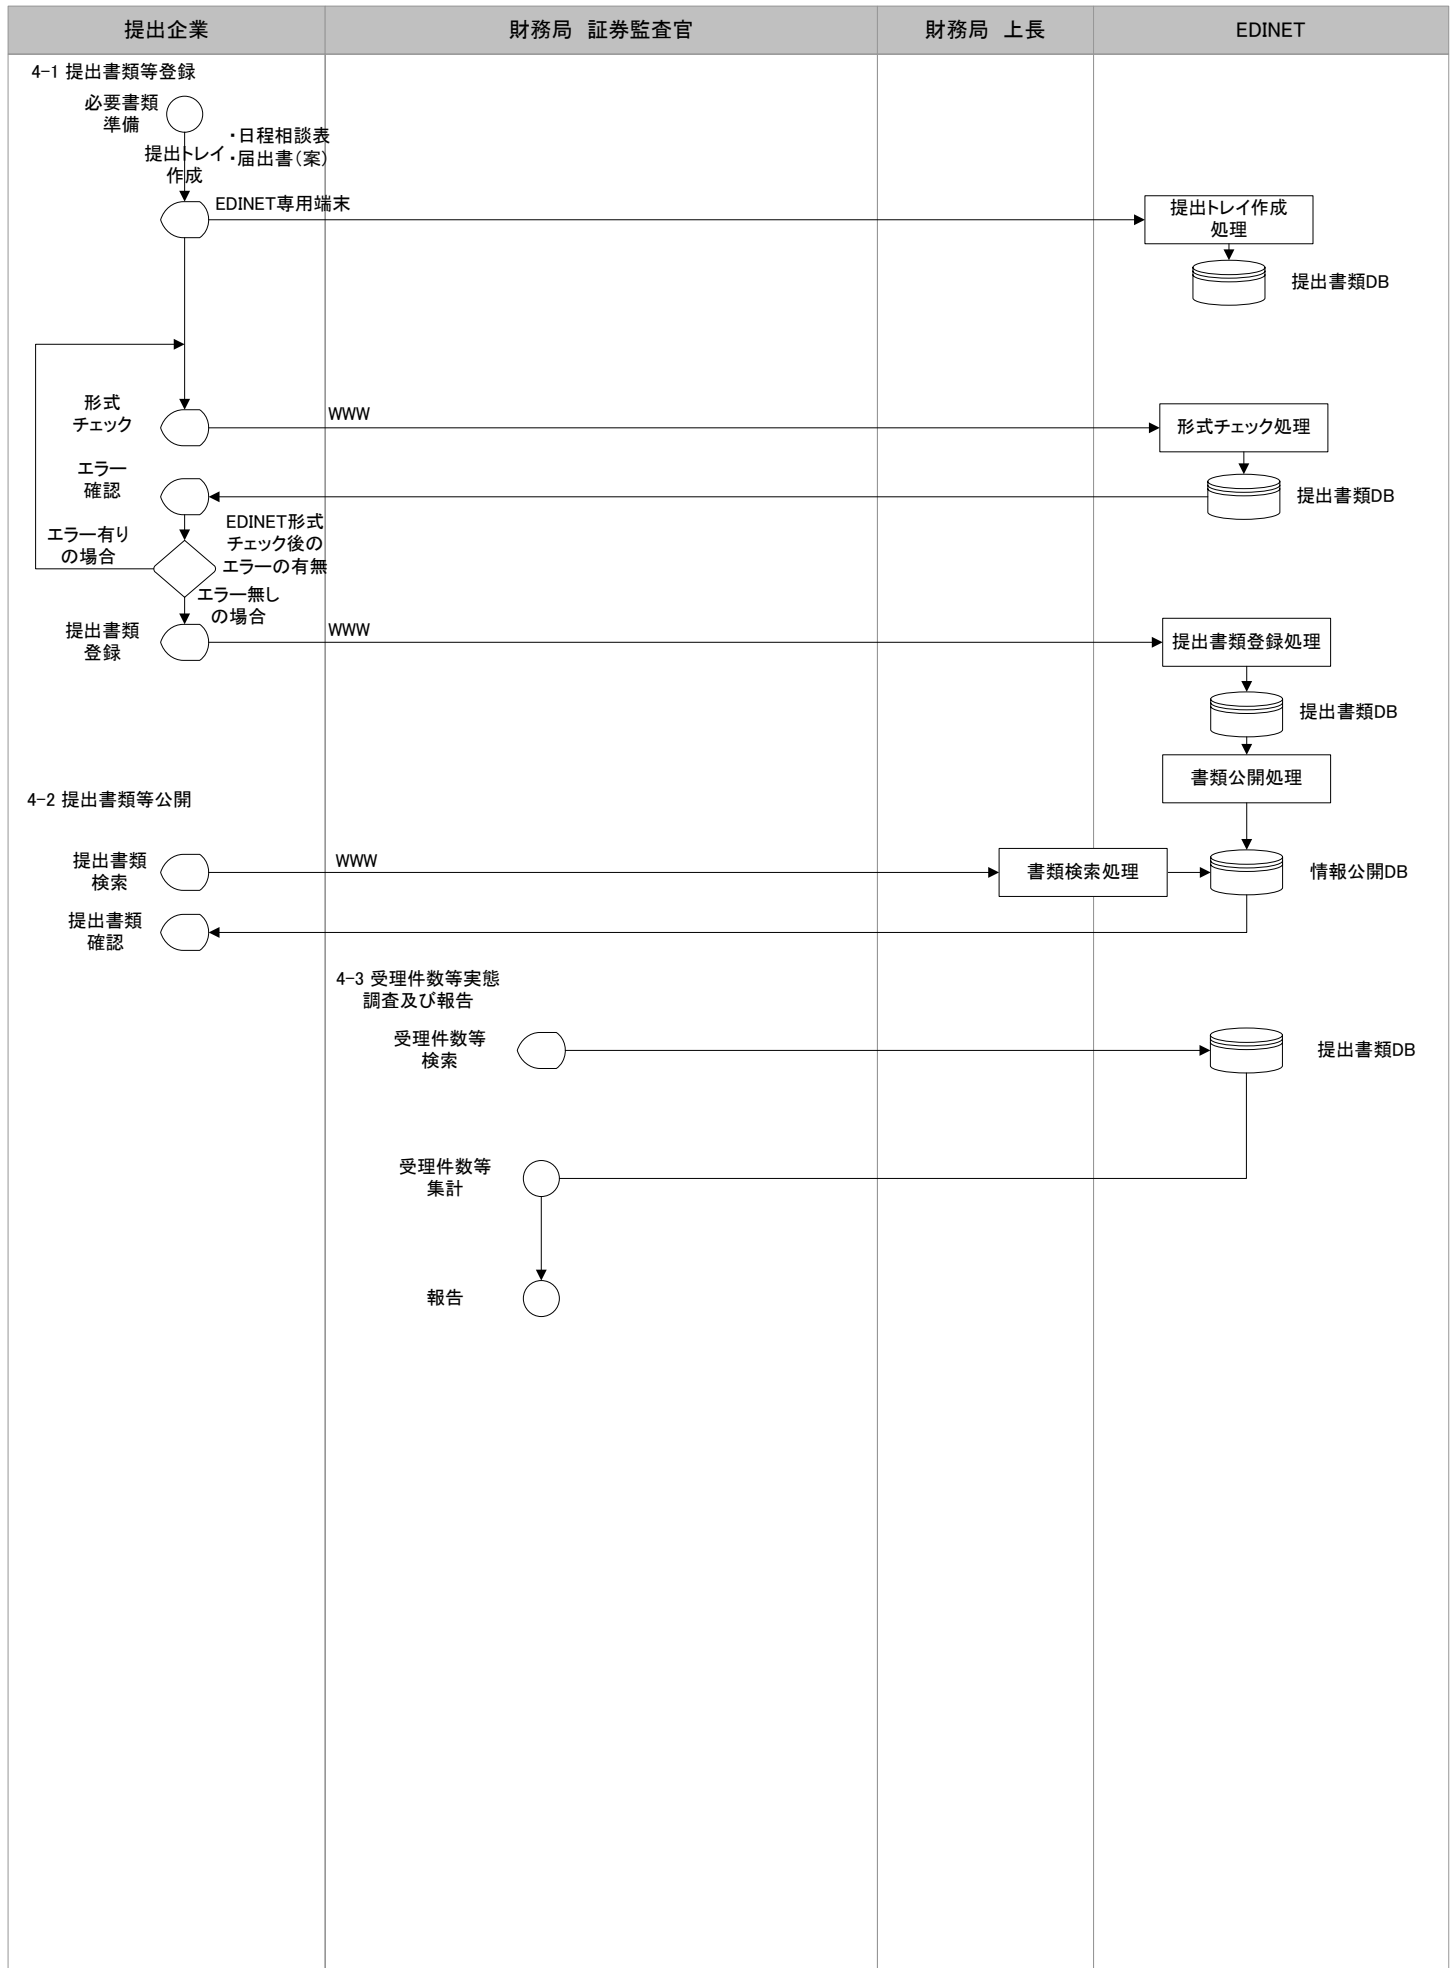 提出企業
財務局　証券監査官
財務局　上長
EDINET
4-1 提出書類等登録
必要書類
準備
・日程相談表
・届出書（案）
提出トレイ
作成
EDINET専用端末
提出トレイ作成
処理
提出書類DB
形式
チェック
WWW
形式チェック処理
エラー
確認
提出書類DB
エラー有り
の場合
EDINET形式
チェック後の
エラーの有無
エラー無し
の場合
提出書類
登録
WWW
提出書類登録処理
提出書類DB
書類公開処理
4-2 提出書類等公開
提出書類
検索
WWW
書類検索処理
情報公開DB
提出書類
確認
4-3 受理件数等実態
調査及び報告
受理件数等
検索
提出書類DB
受理件数等
集計
報告